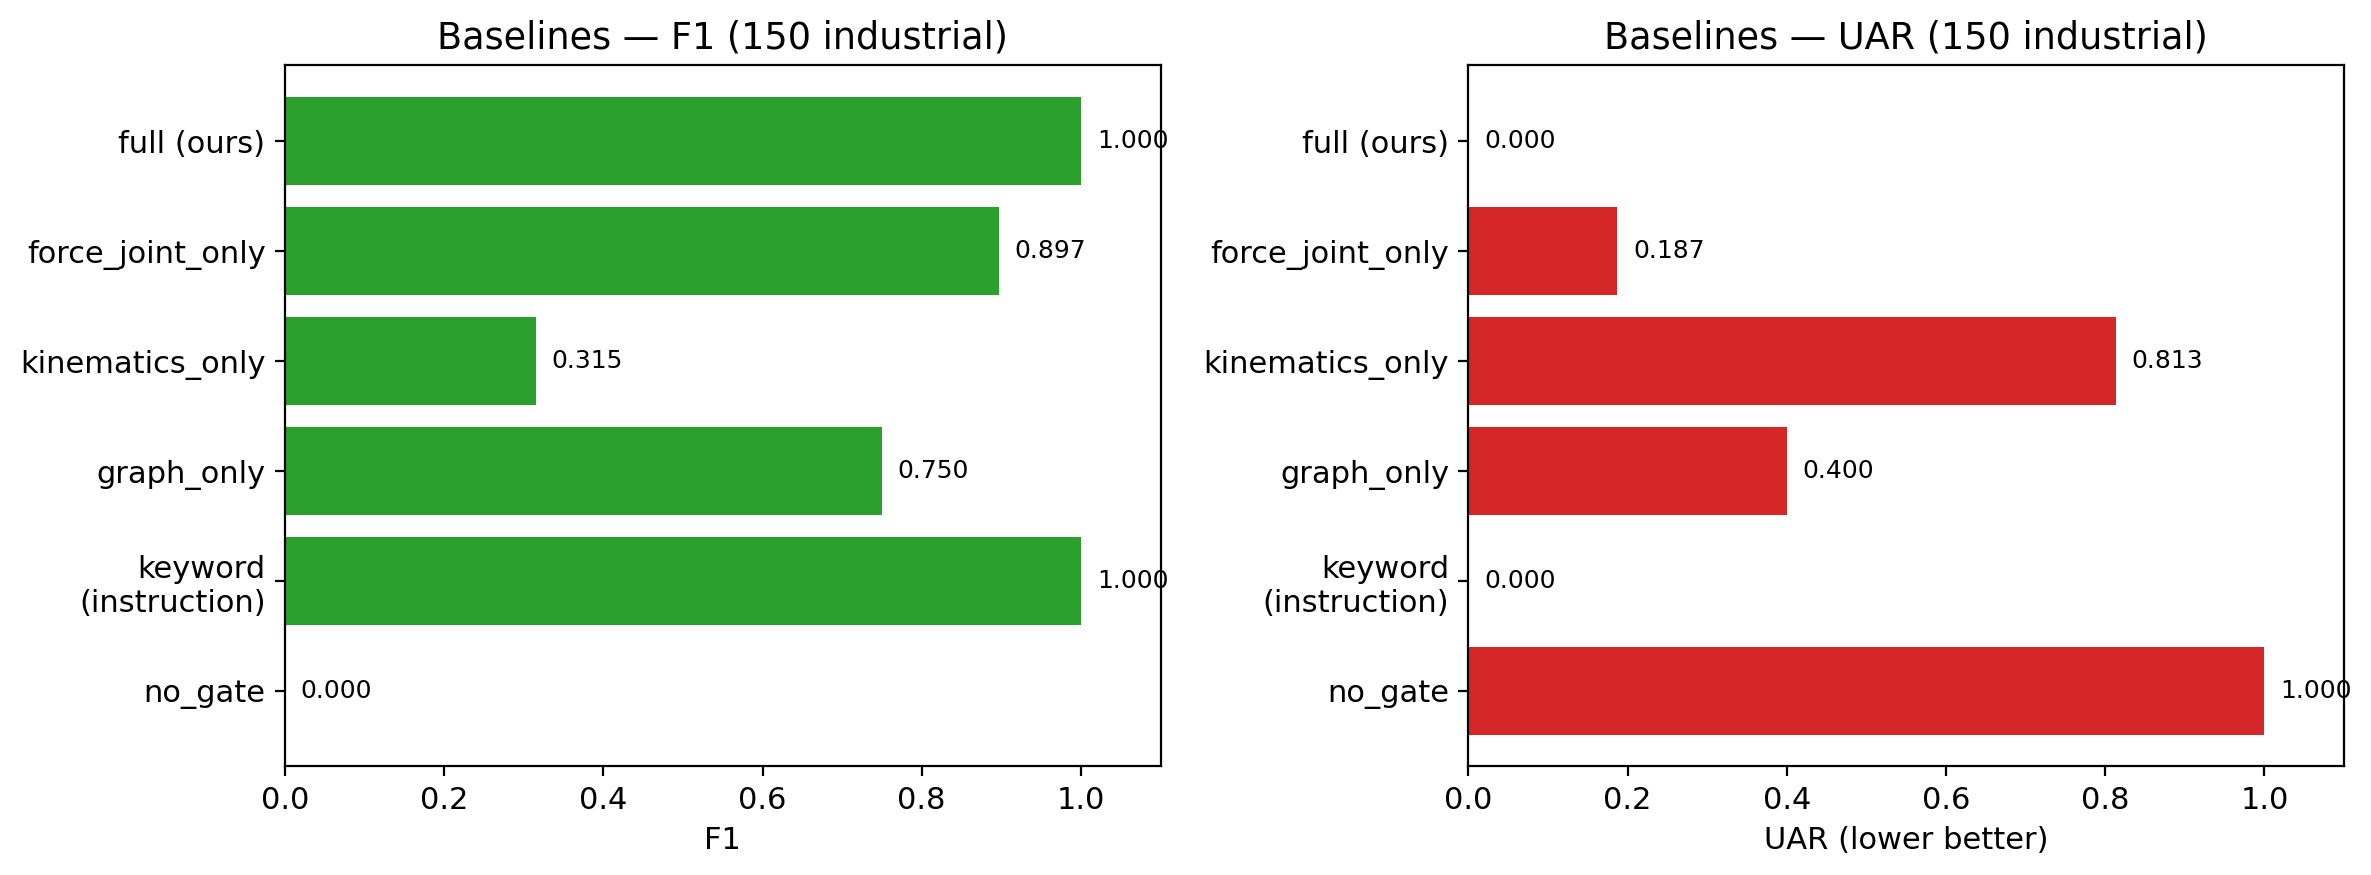 Baselines — F1 (150 industrial)
full (ours)
1.000
force_joint_only
0.897
kinematics_only
0.315
graph_only
0.750
keyword
(instruction)
1.000
no_gate
0.000
0.0 0.2 0.4 0.6 0.8 1.0
F1
Baselines — UAR (150 industrial)
full (ours)
0.000
force_joint_only
0.187
kinematics_only
0.813
graph_only
0.400
keyword
(instruction)
0.000
no_gate
1.000
0.0 0.2 0.4 0.6 0.8 1.0
UAR (lower better)